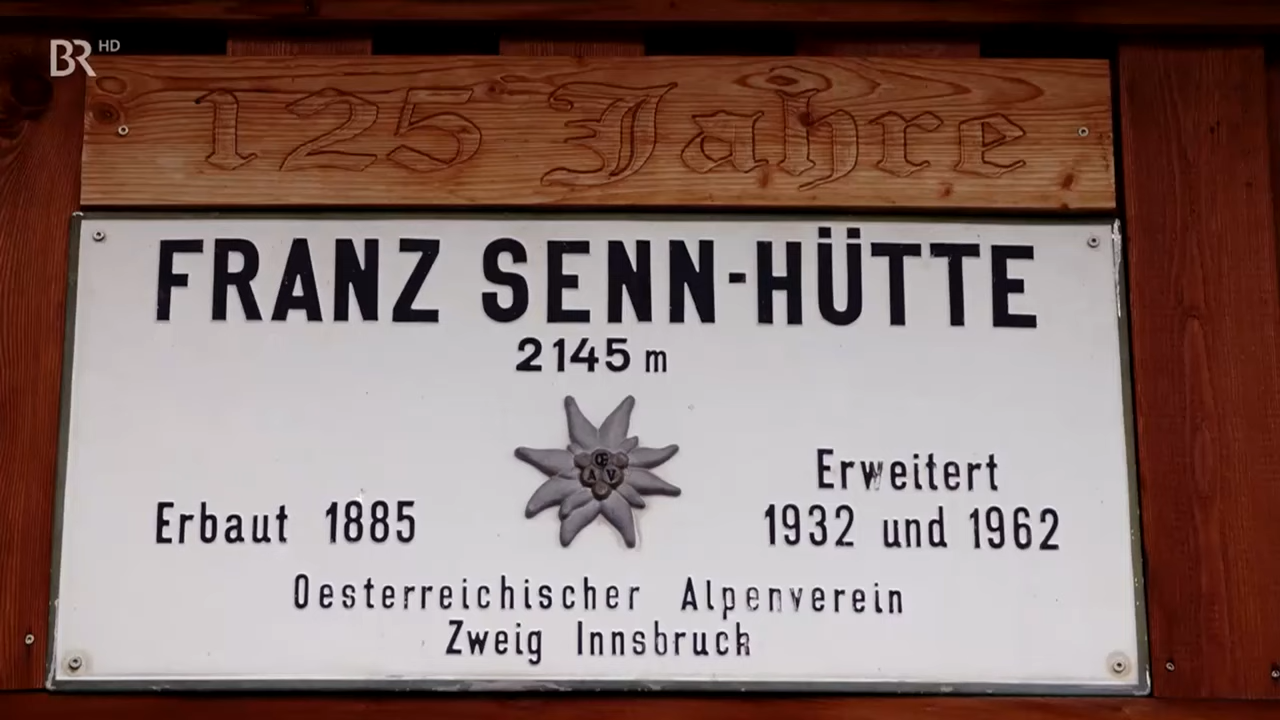 BR HD
125 Jahre
FRANZ SENN-HÜTTE
2145 m
Œ
A V
Erweitert
Erbaut 1885
1932 und 1962
Oesterreichischer Alpenverein
Zweig Innsbruck